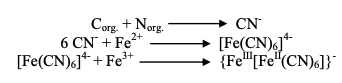 C_org. + N_org. ⟶ CN⁻
6 CN⁻ + Fe²⁺ ⟶ [Fe(CN)₆]⁴⁻
[Fe(CN)₆]⁴⁻ + Fe³⁺ ⟶ {Fe^III[Fe^II(CN)₆]}⁻